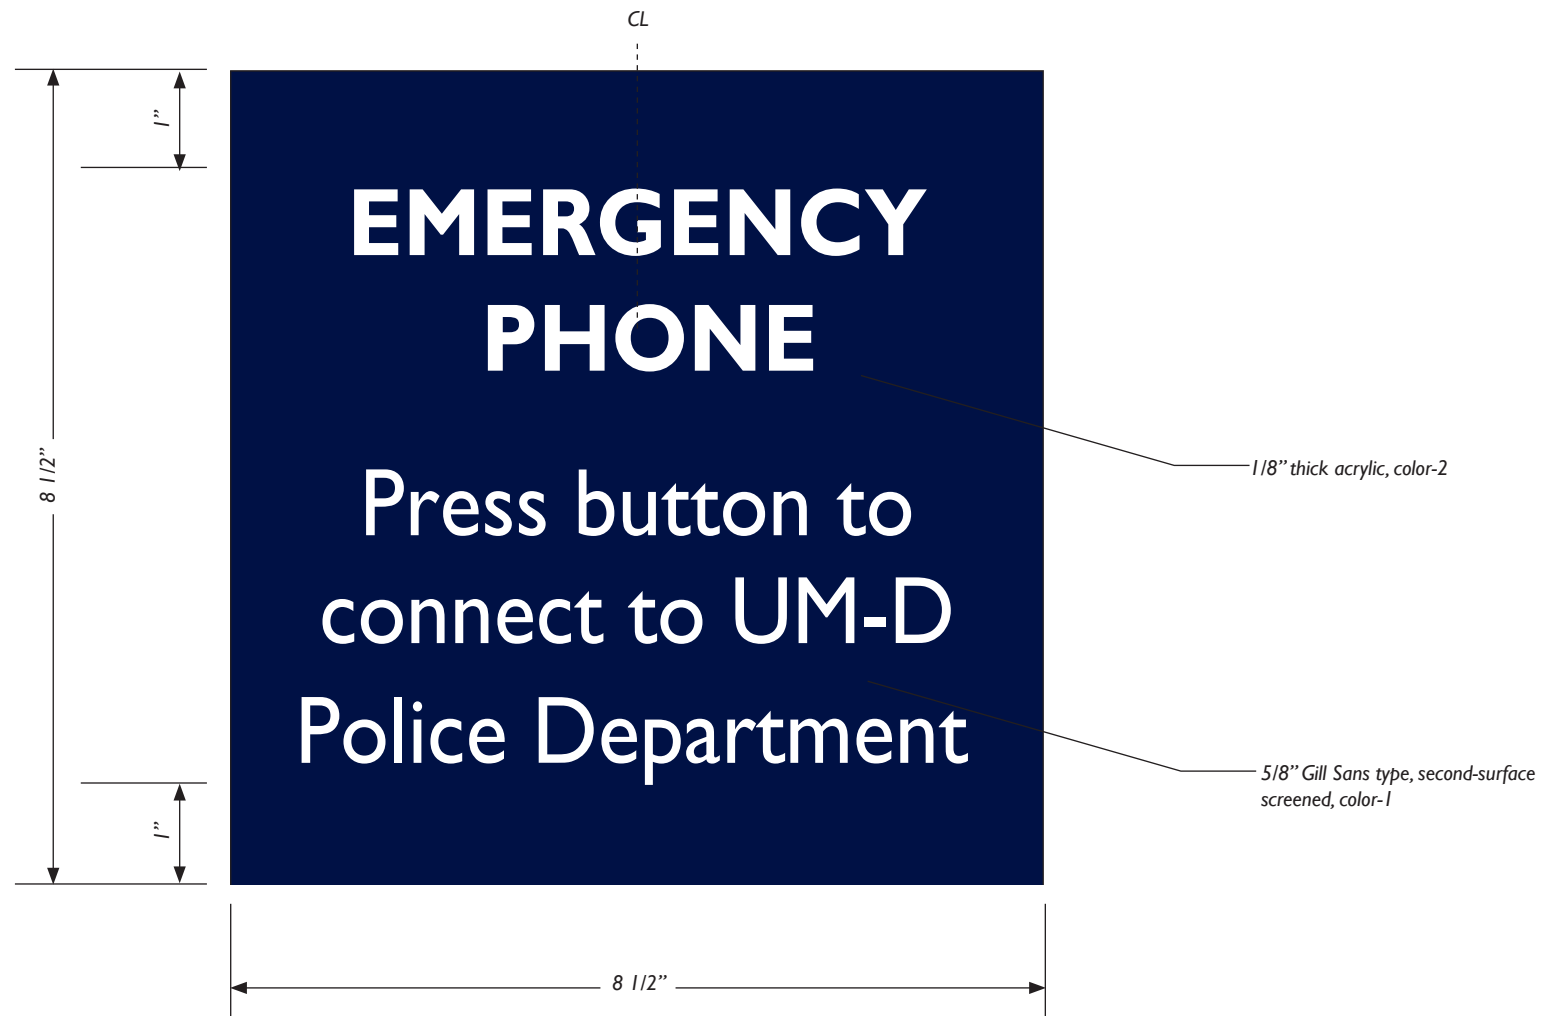 CL
1”
EMERGENCY
PHONE
8 1/2”
1/8” thick acrylic, color-2
Press button to
connect to UM-D
Police Department
5/8” Gill Sans type, second-surface
screened, color-1
1”
8 1/2”